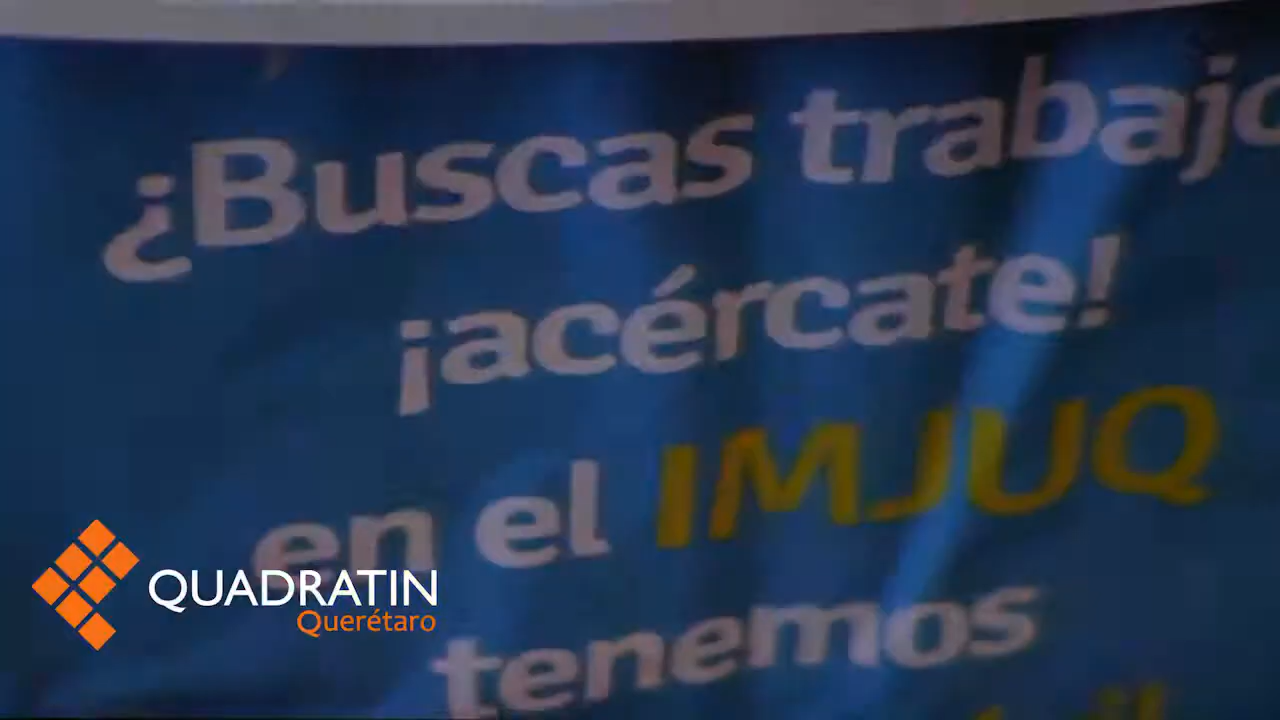 ¿Buscas trabajo
¡acércate!
en el IMJUQ
tenemos
QUADRATIN
Querétaro